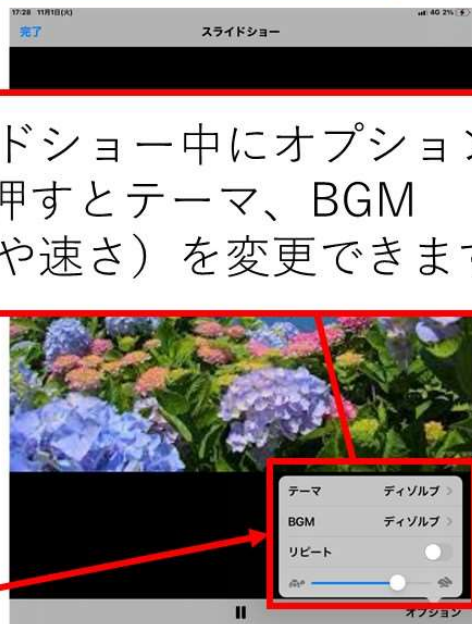 17:28 11月1日(火)
4G 2%
完了
スライドショー
ドショー中にオプション
押すとテーマ、BGM
や速さ）を変更できます
テーマ ディゾルブ
BGM ディゾルブ
リピート
オプション